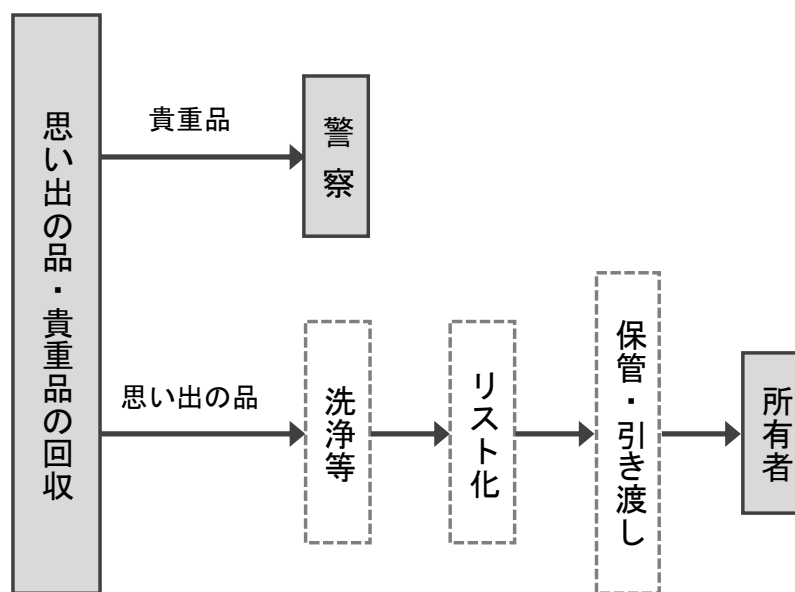 思い出の品・貴重品の回収
貴重品
警察
思い出の品
洗浄等
リスト化
保管・引き渡し
所有者